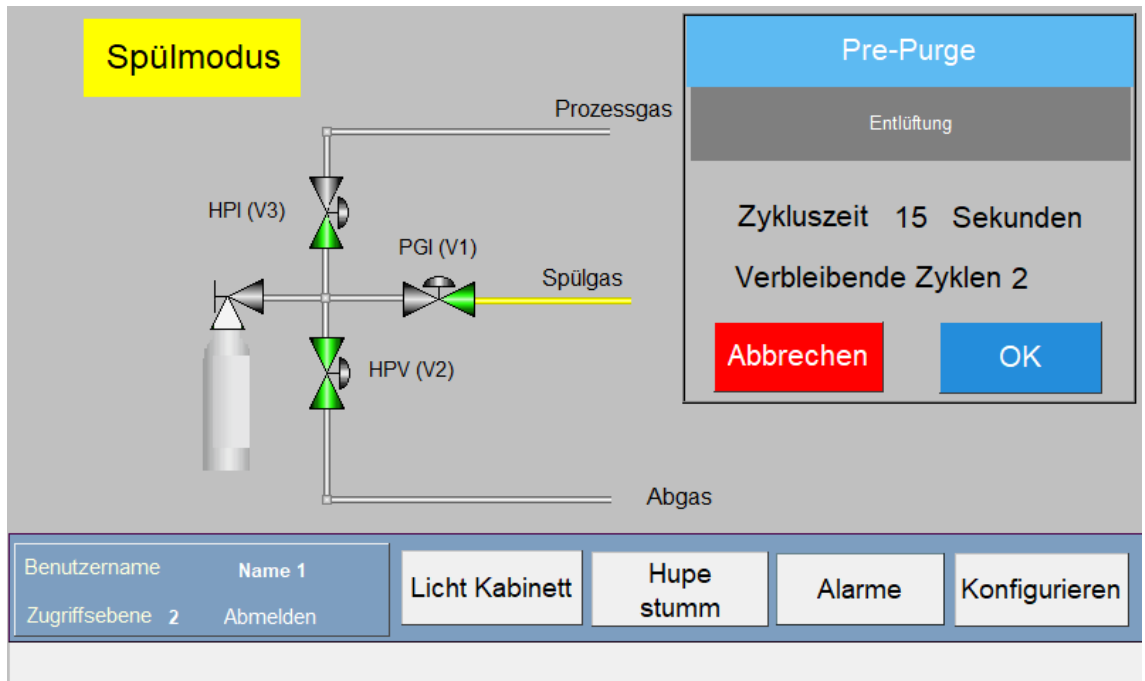 Spülmodus
Prozessgas
HPI (V3)
PGI (V1)
Spülgas
HPV (V2)
Abgas
Pre-Purge
Entlüftung
Zykluszeit 15 Sekunden
Verbleibende Zyklen 2
Abbrechen
OK
Benutzername Name 1
Zugriffsebene 2 Abmelden
Licht Kabinett
Hupe
stumm
Alarme
Konfigurieren